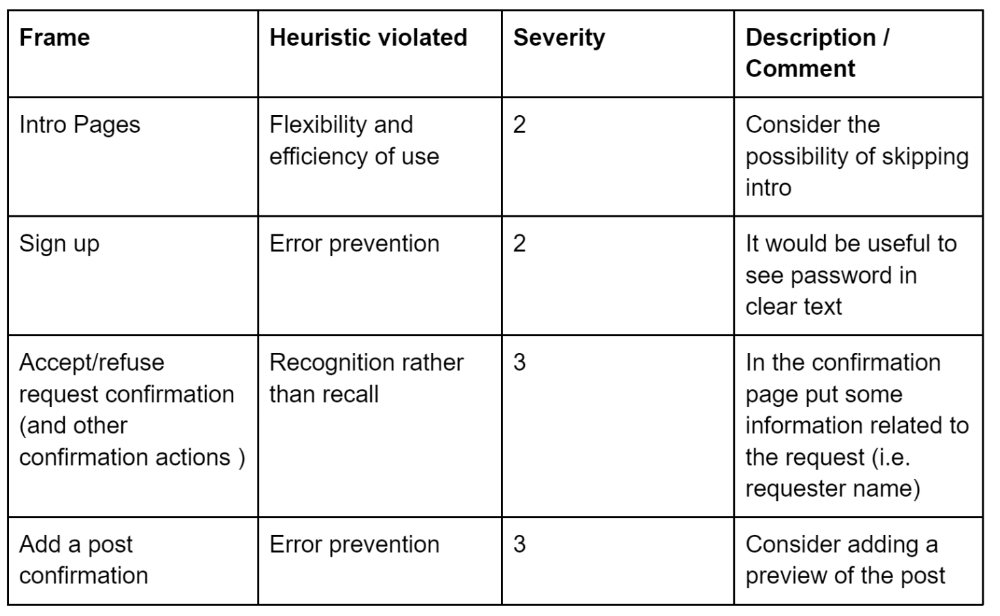 Frame
Heuristic violated
Severity
Description /
Comment
Intro Pages
Flexibility and
efficiency of use
2
Consider the
possibility of skipping
intro
Sign up
Error prevention
2
It would be useful to
see password in
clear text
Accept/refuse
request confirmation
(and other
confirmation actions )
Recognition rather
than recall
3
In the confirmation
page put some
information related to
the request (i.e.
requester name)
Add a post
confirmation
Error prevention
3
Consider adding a
preview of the post